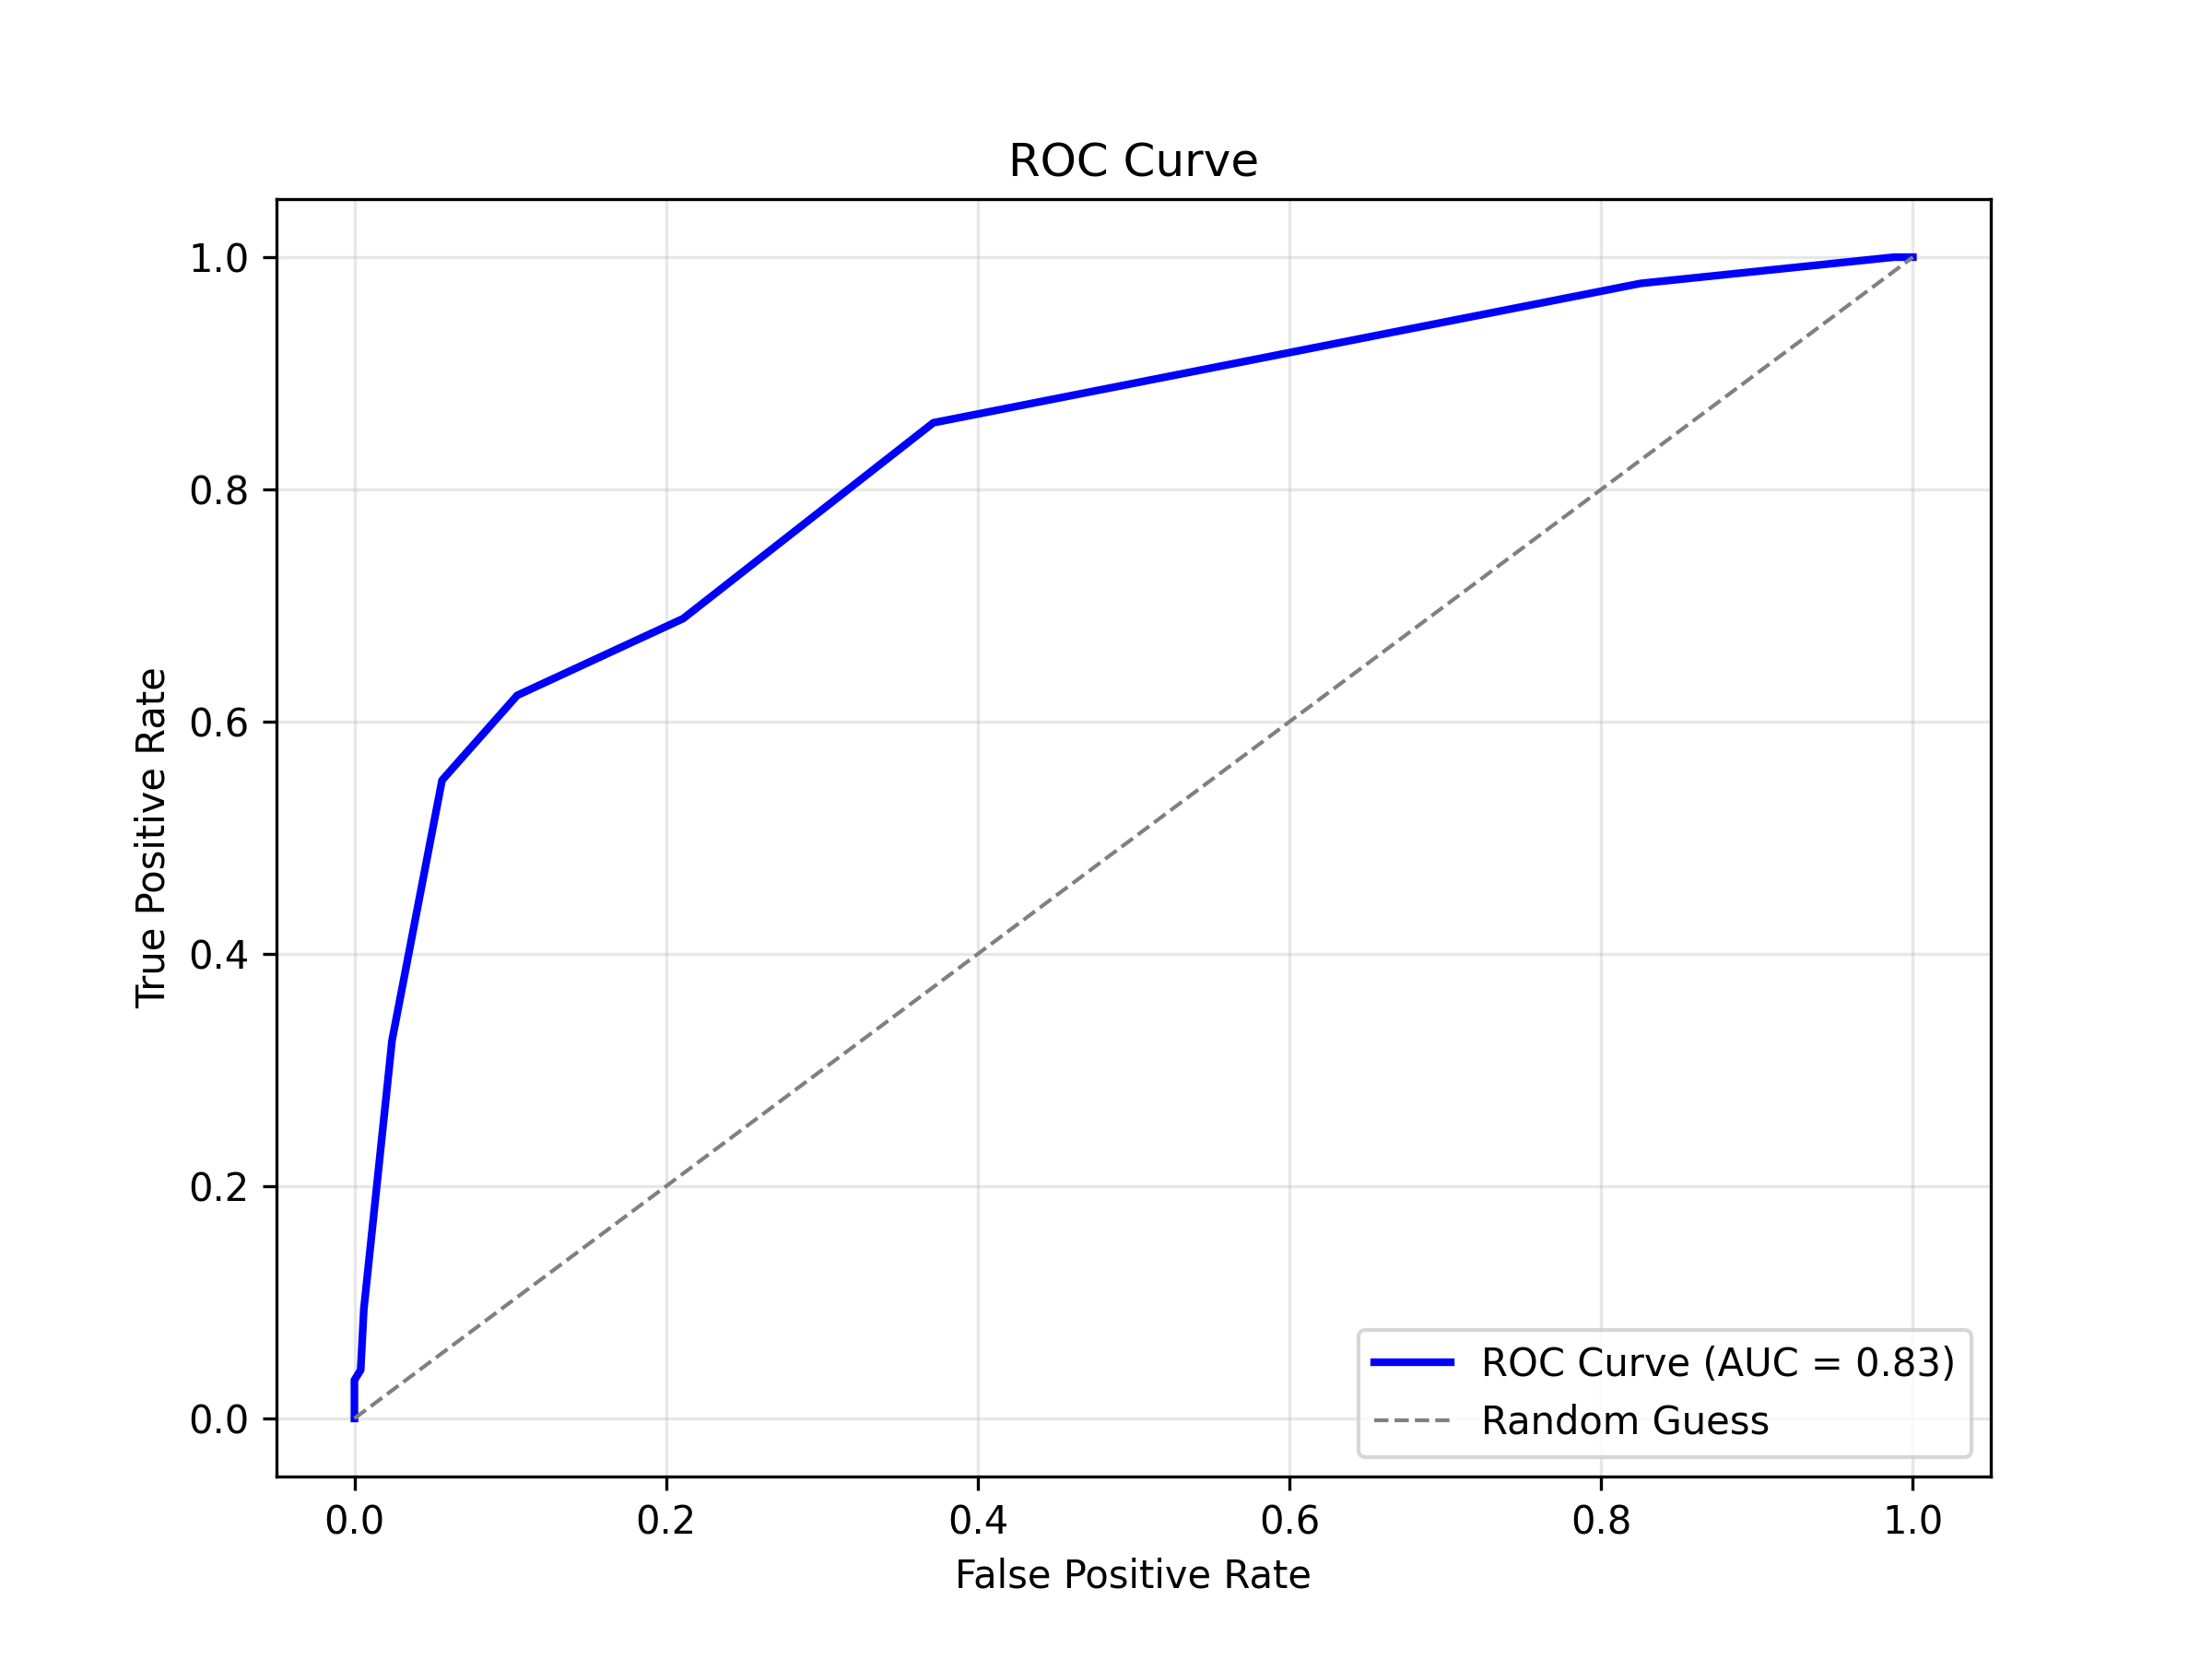 ROC Curve
True Positive Rate
1.0
0.8
0.6
0.4
0.2
0.0
0.0 0.2 0.4 0.6 0.8 1.0
False Positive Rate
ROC Curve (AUC = 0.83)
Random Guess